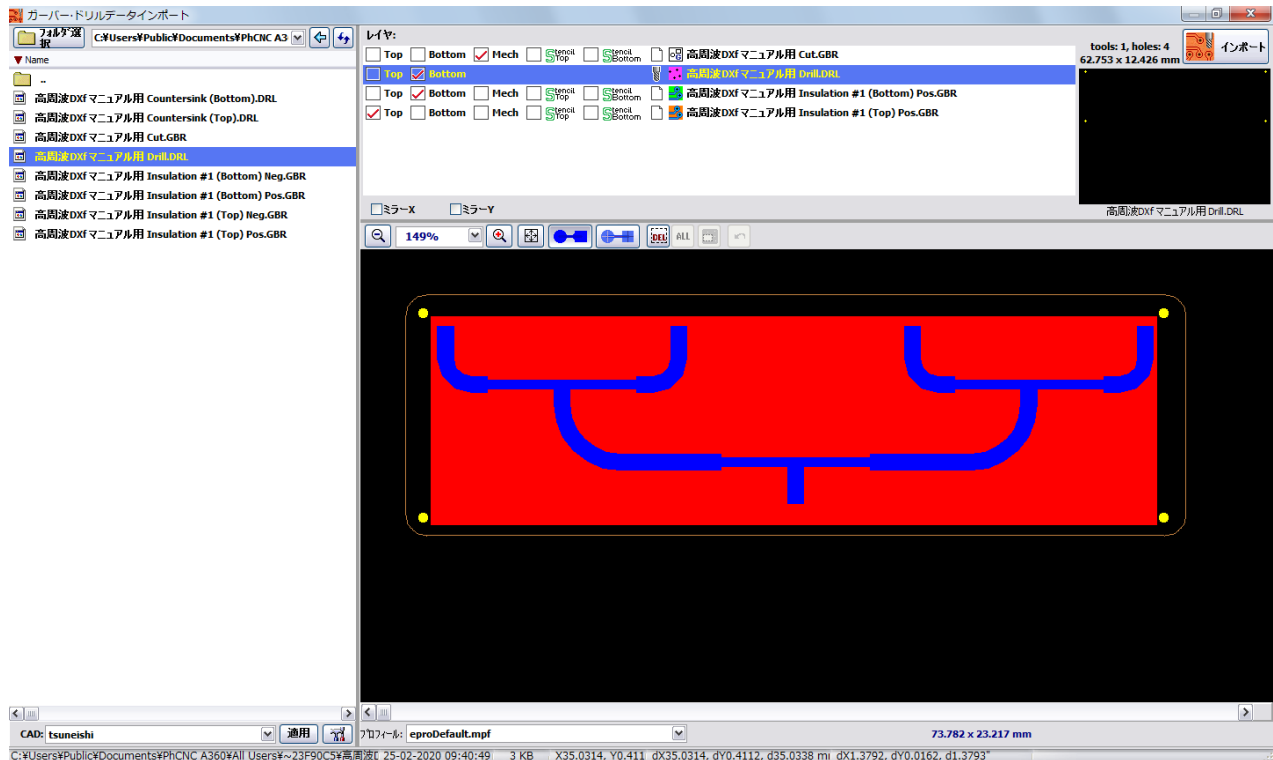 ガーバー・ドリルデータインポート
フォルダ選択
C:¥Users¥Public¥Documents¥PhCNC A3
Name
..
高周波DXfマニュアル用 Countersink (Bottom).DRL
高周波DXfマニュアル用 Countersink (Top).DRL
高周波DXfマニュアル用 Cut.GBR
高周波DXfマニュアル用 Drill.DRL
高周波DXfマニュアル用 Insulation #1 (Bottom) Neg.GBR
高周波DXfマニュアル用 Insulation #1 (Bottom) Pos.GBR
高周波DXfマニュアル用 Insulation #1 (Top) Neg.GBR
高周波DXfマニュアル用 Insulation #1 (Top) Pos.GBR
CAD: tsuneishi 適用
レイヤ:
Top Bottom Mech Stencil Top Stencil Bottom 高周波DXfマニュアル用 Cut.GBR
Top Bottom 高周波DXfマニュアル用 Drill.DRL
Top Bottom Mech Stencil Top Stencil Bottom 高周波DXfマニュアル用 Insulation #1 (Bottom) Pos.GBR
Top Bottom Mech Stencil Top Stencil Bottom 高周波DXfマニュアル用 Insulation #1 (Top) Pos.GBR
ミラーX ミラーY
tools: 1, holes: 4
62.753 x 12.426 mm
インポート
高周波DXfマニュアル用 Drill.DRL
149% DEL ALL
プロファイル: eproDefault.mpf 73.782 x 23.217 mm
C:¥Users¥Public¥Documents¥PhCNC A360¥All Users¥~23F90C5¥高周波 25-02-2020 09:40:49 3 KB X35.0314, Y0.411 dX35.0314, dY0.4112, d35.0338 m dX1.3792, dY0.0162, d1.3793"